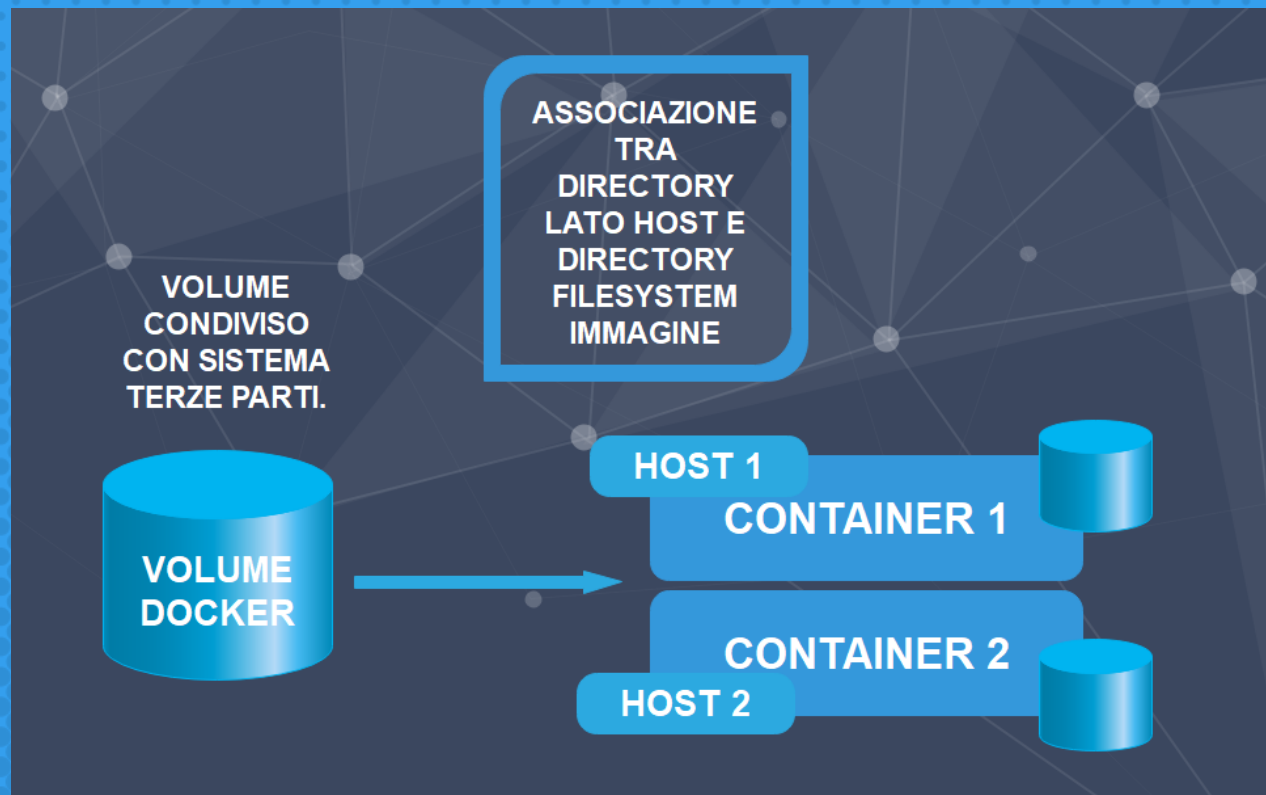 ASSOCIAZIONE
TRA
DIRECTORY
LATO HOST E
DIRECTORY
FILESYSTEM
IMMAGINE
VOLUME
CONDIVISO
CON SISTEMA
TERZE PARTI.
VOLUME
DOCKER
HOST 1
CONTAINER 1
CONTAINER 2
HOST 2